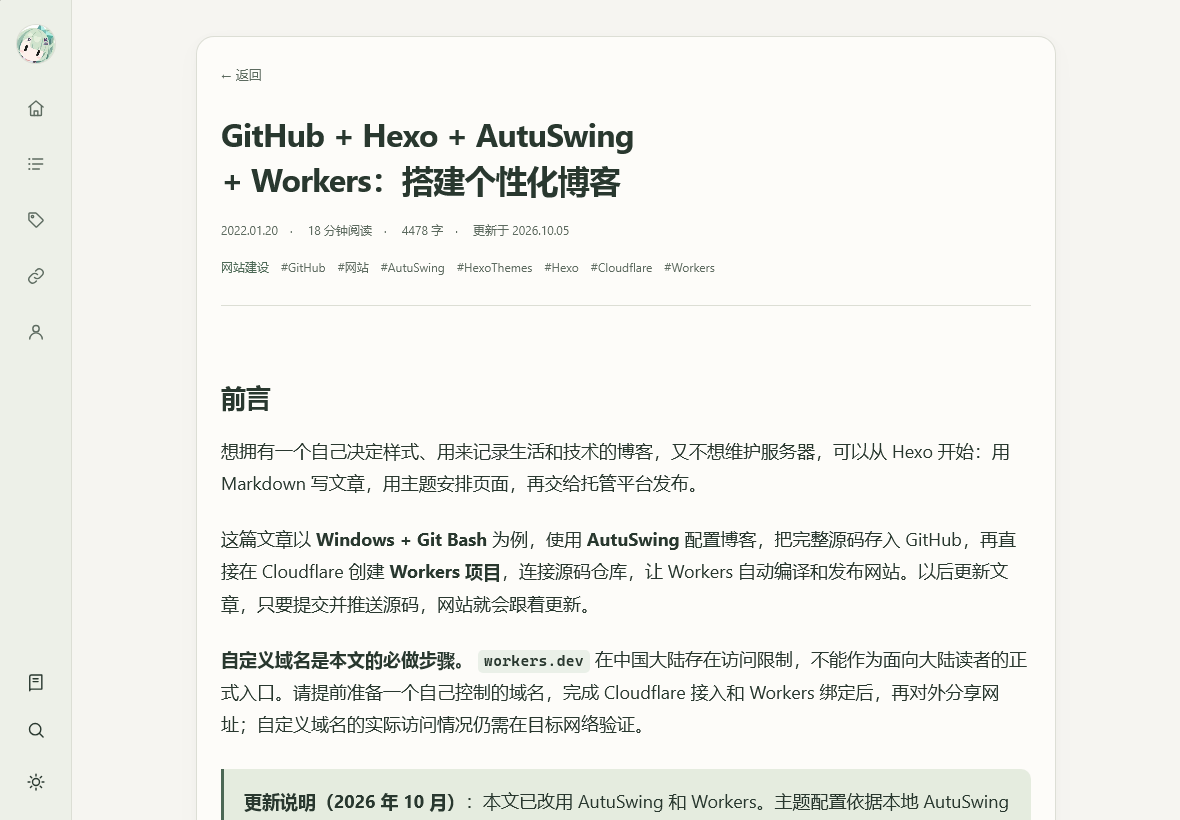 ← 返回
GitHub + Hexo + AutuSwing
+ Workers：搭建个性化博客
2022.01.20 · 18 分钟阅读 · 4478 字 · 更新于 2026.10.05
网站建设 #GitHub #网站 #AutuSwing #HexoThemes #Hexo #Cloudflare #Workers
前言
想拥有一个自己决定样式、用来记录生活和技术的博客，又不想维护服务器，可以从 Hexo 开始：用
Markdown 写文章，用主题安排页面，再交给托管平台发布。
这篇文章以 Windows + Git Bash 为例，使用 AutuSwing 配置博客，把完整源码存入 GitHub，再直
接在 Cloudflare 创建 Workers 项目，连接源码仓库，让 Workers 自动编译和发布网站。以后更新文
章，只要提交并推送源码，网站就会跟着更新。
自定义域名是本文的必做步骤。 workers.dev 在中国大陆存在访问限制，不能作为面向大陆读者的正
式入口。请提前准备一个自己控制的域名，完成 Cloudflare 接入和 Workers 绑定后，再对外分享网
址；自定义域名的实际访问情况仍需在目标网络验证。
更新说明（2026 年 10 月）：本文已改用 AutuSwing 和 Workers。主题配置依据本地 AutuSwing